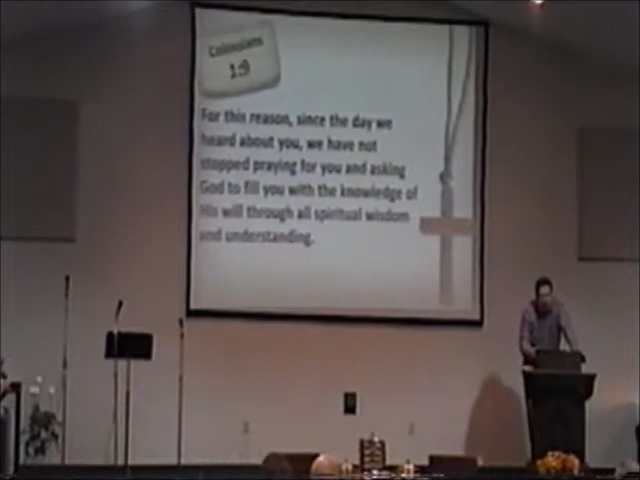 Colossians
1:9
For this reason, since the day we
heard about you, we have not
stopped praying for you and asking
God to fill you with the knowledge of
His will through all spiritual wisdom
and understanding.